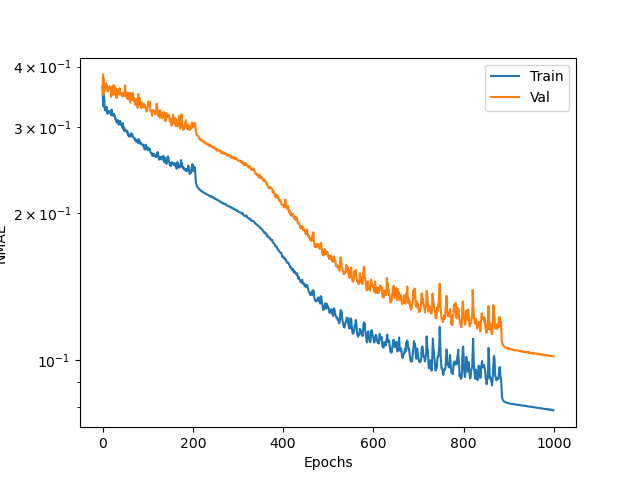 4 × 10⁻¹
3 × 10⁻¹
2 × 10⁻¹
10⁻¹
NMAE
Train
Val
0 200 400 600 800 1000
Epochs